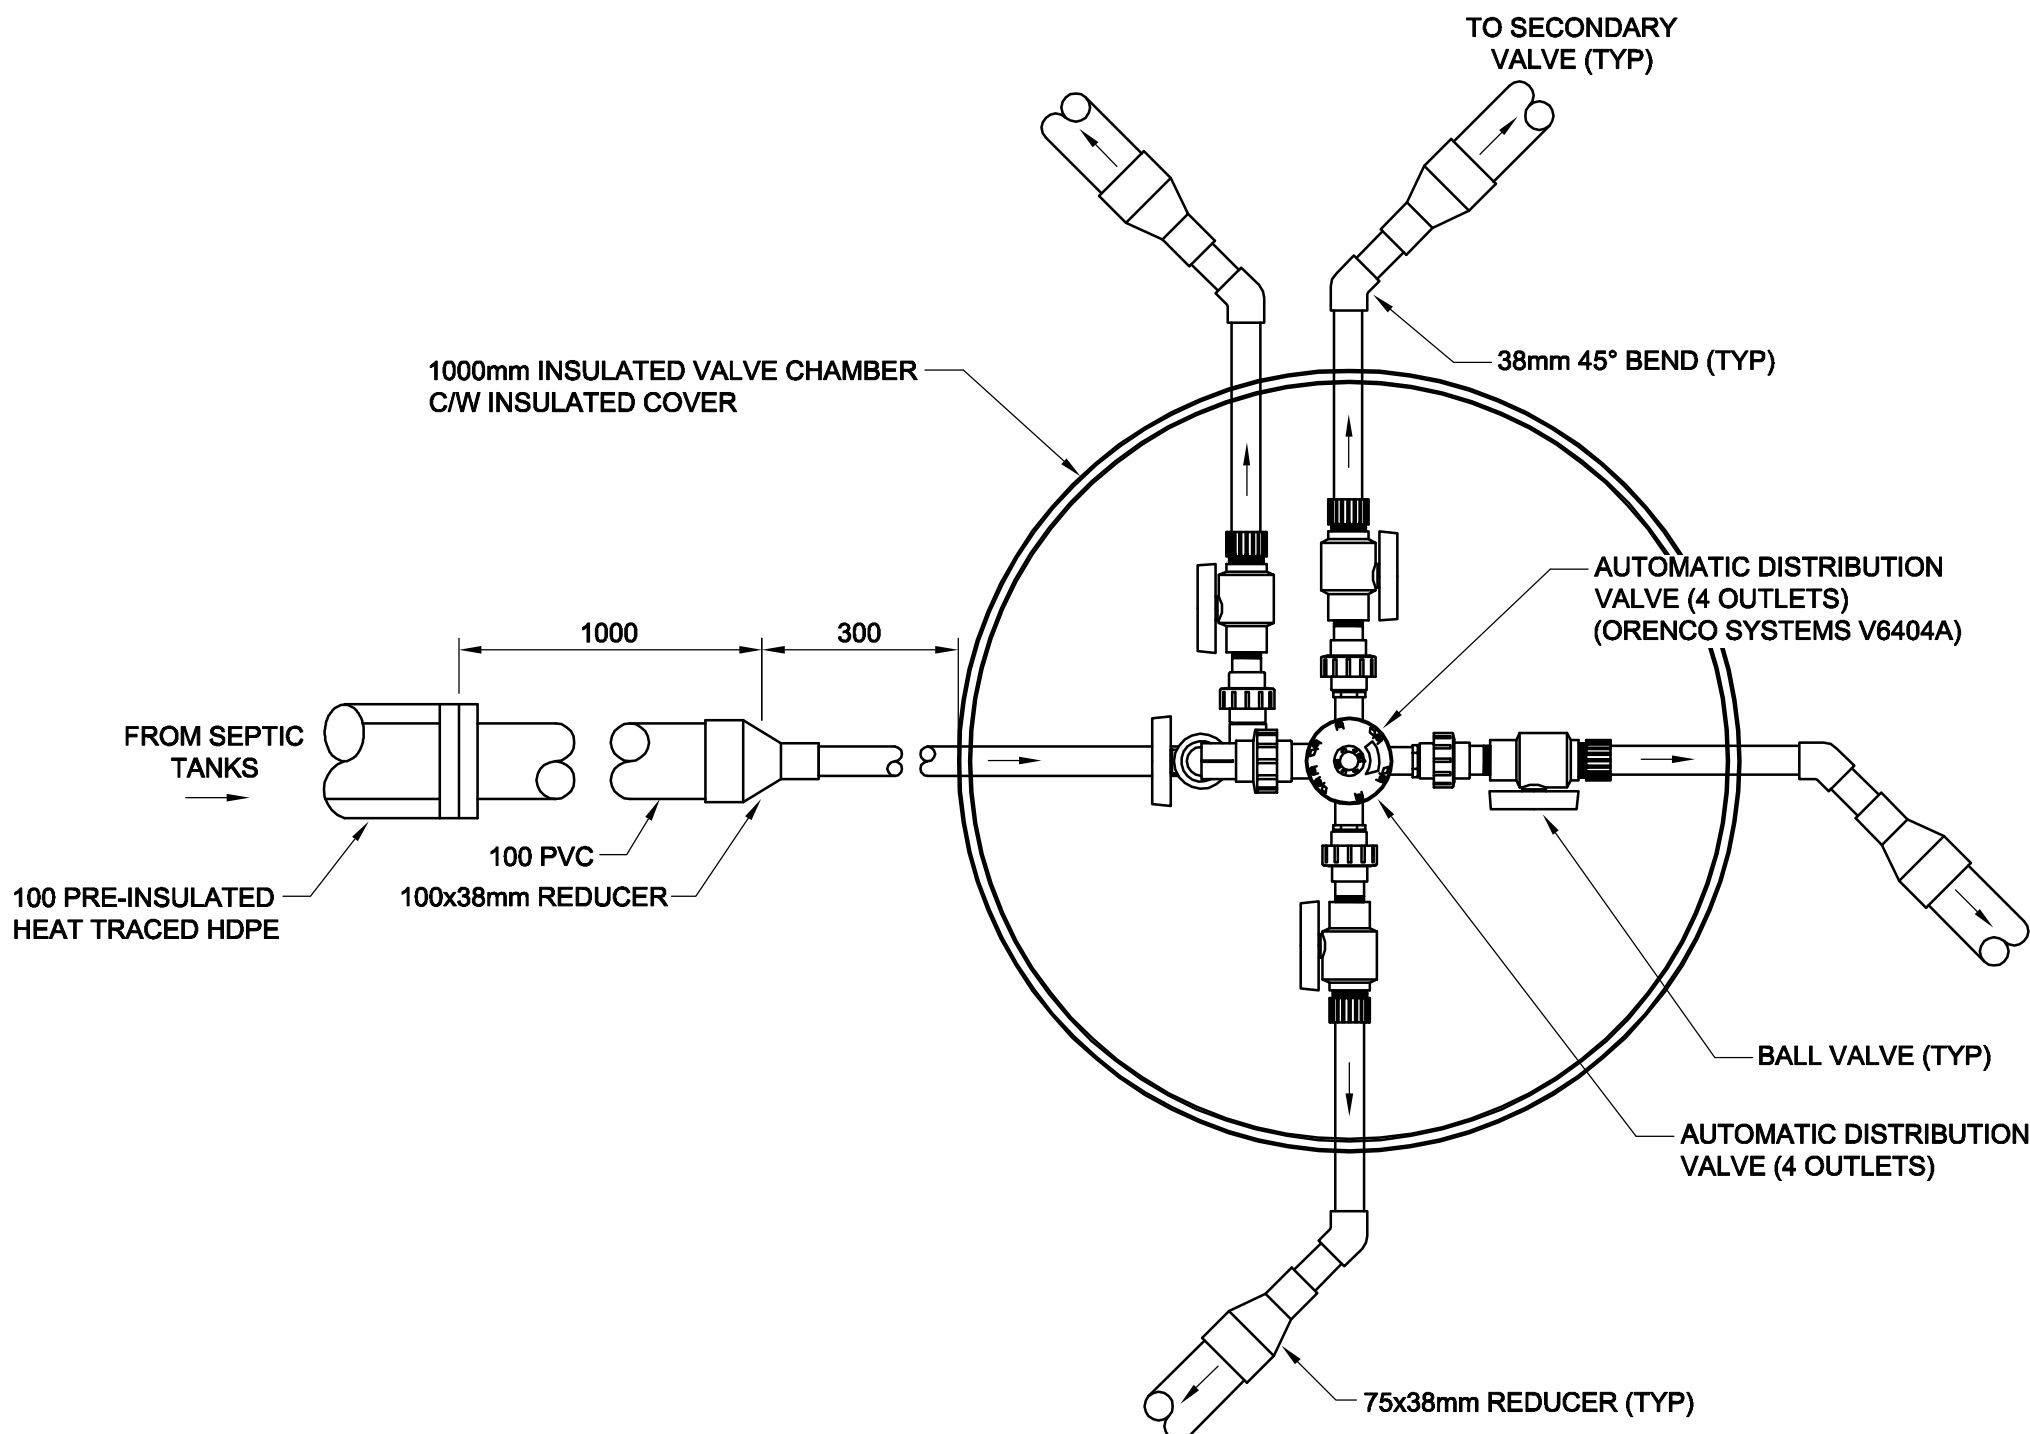 TO SECONDARY
VALVE (TYP)
38mm 45° BEND (TYP)
1000mm INSULATED VALVE CHAMBER
C/W INSULATED COVER
AUTOMATIC DISTRIBUTION
VALVE (4 OUTLETS)
(ORENCO SYSTEMS V6404A)
1000
300
FROM SEPTIC
TANKS
100 PVC
100x38mm REDUCER
100 PRE-INSULATED
HEAT TRACED HDPE
BALL VALVE (TYP)
AUTOMATIC DISTRIBUTION
VALVE (4 OUTLETS)
75x38mm REDUCER (TYP)